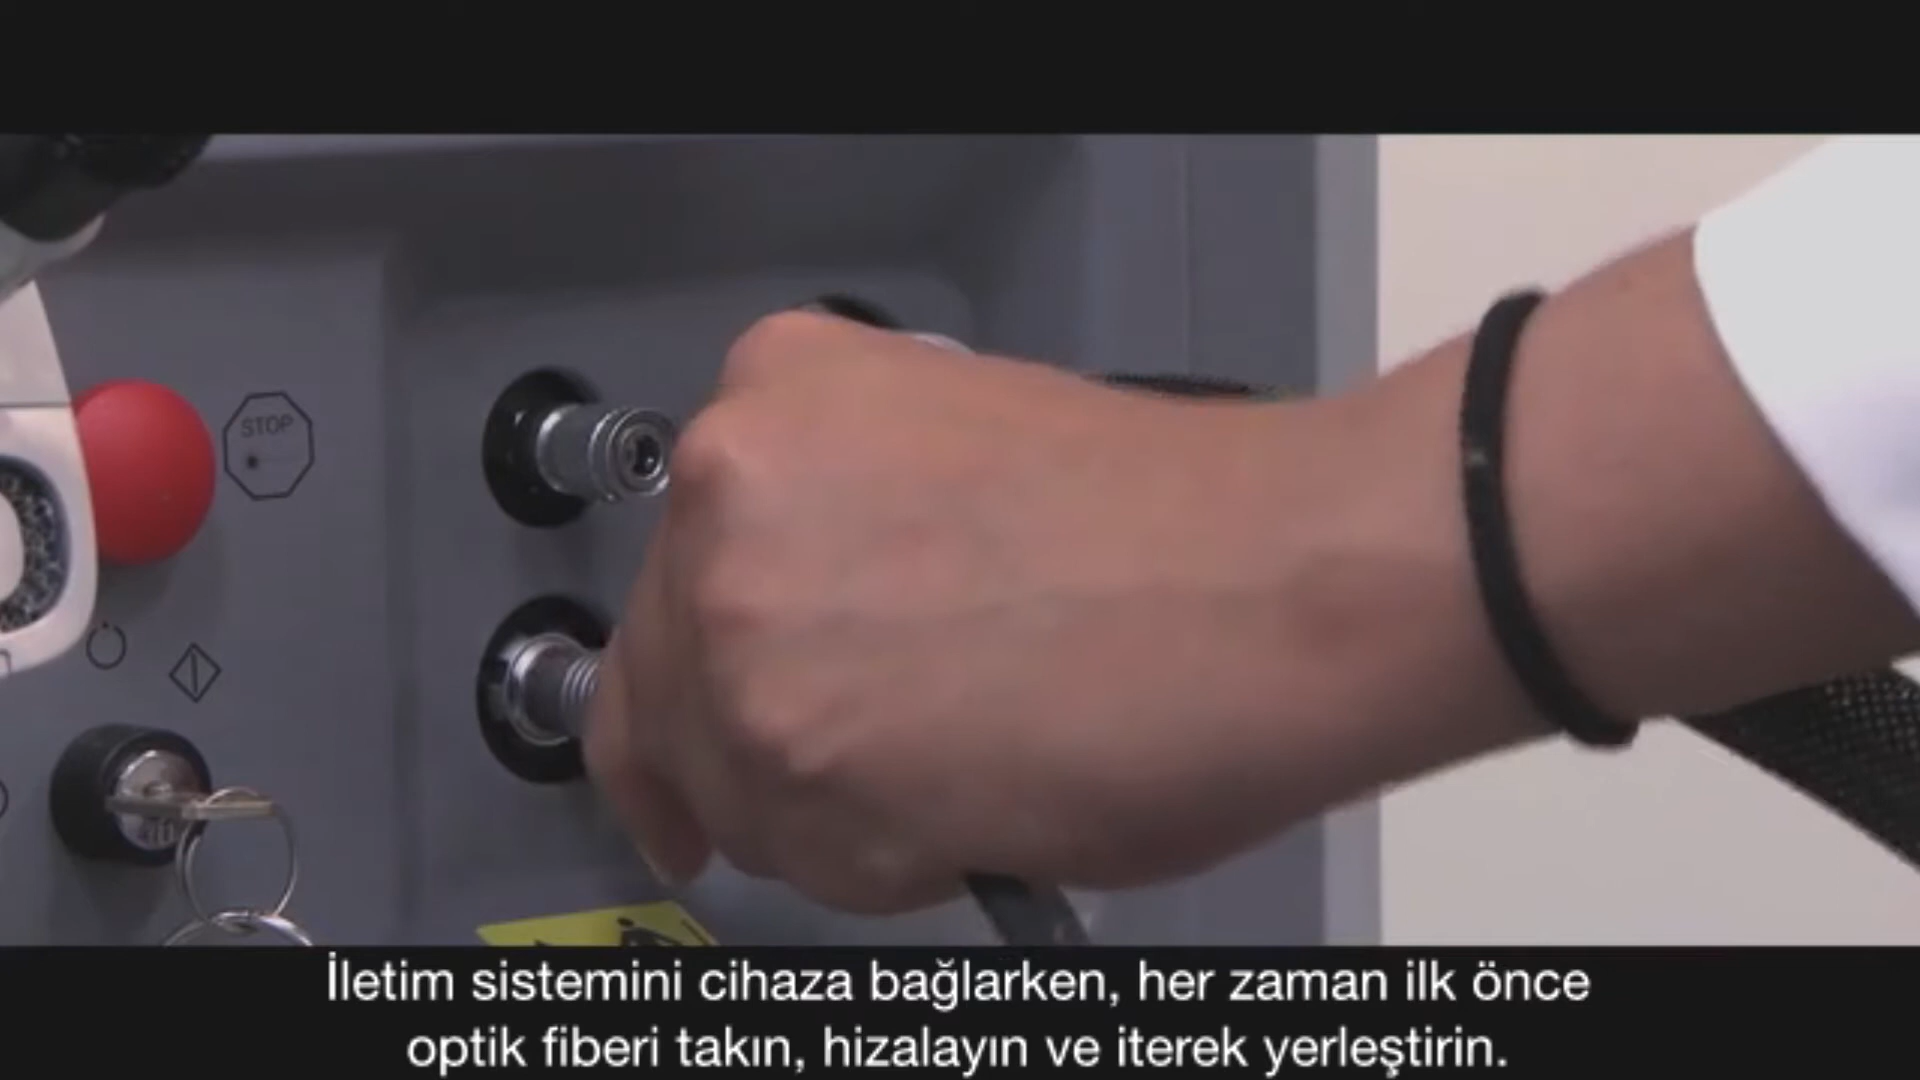 STOP
İletim sistemini cihaza bağlarken, her zaman ilk önce
optik fiberi takın, hizalayın ve iterek yerleştirin.